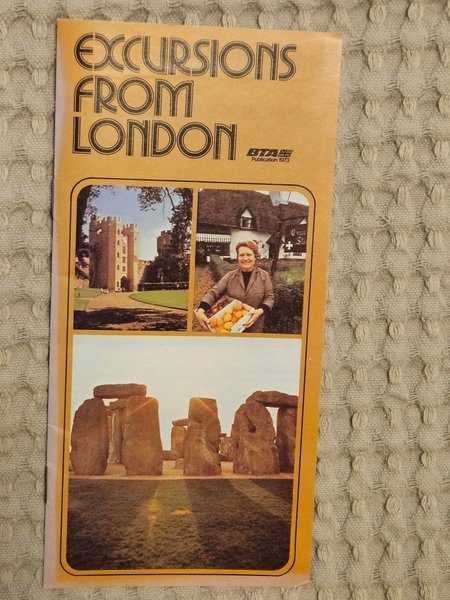 EXCURSIONS
FROM
LONDON
BTA
Publication 1973